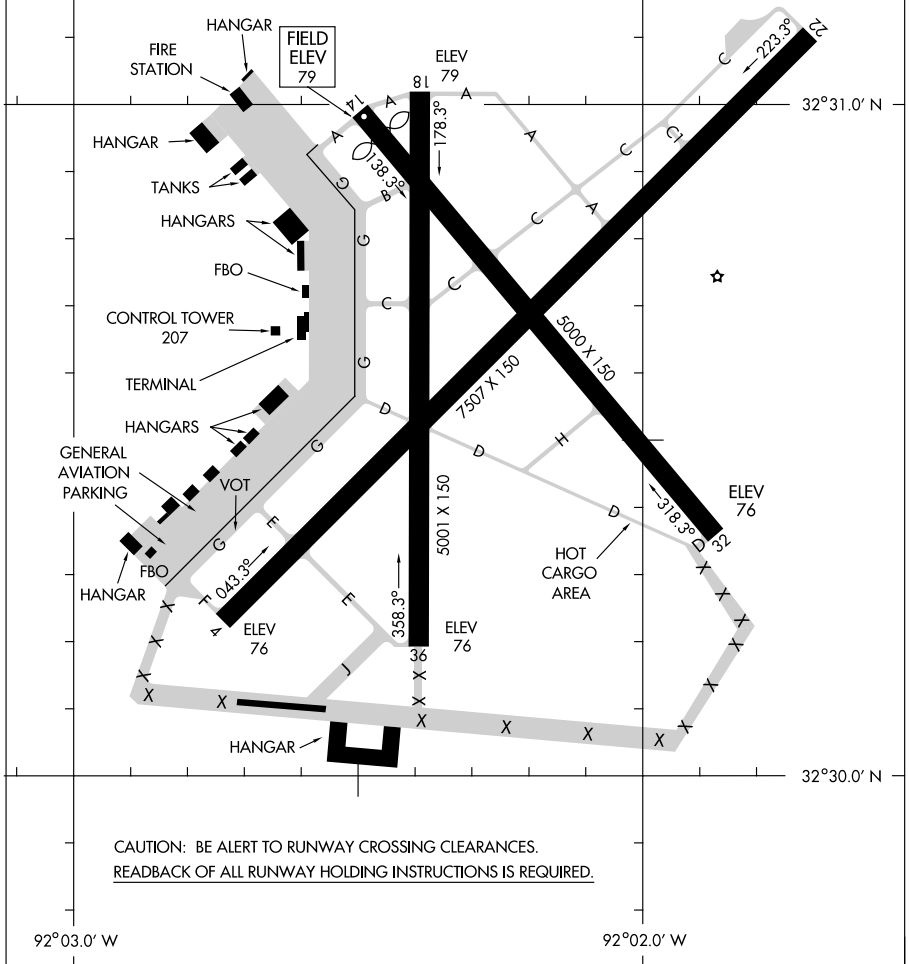 HANGAR
FIRE
STATION
FIELD
ELEV
79
ELEV
79
22
223.3°
C
14
A
18
A
178.3°
32°31.0' N
HANGAR
A
A
C1
C
138.3°
G
B
TANKS
A
C
HANGARS
G
FBO
C
C
CONTROL TOWER
207
5000 X 150
TERMINAL
G
7507 X 150
D
HANGARS
H
GENERAL
AVIATION
PARKING
G
D
VOT
5001 X 150
318.3°
ELEV
76
D
E
G
32
D
HOT
CARGO
AREA
FBO
HANGAR
043.3°
358.3°
X
X
X
F
E
X
4
ELEV
76
36
ELEV
76
X
X
X
J
X
X
X
X
X
X
X
X
X
X
X
HANGAR
32°30.0' N
CAUTION: BE ALERT TO RUNWAY CROSSING CLEARANCES.
READBACK OF ALL RUNWAY HOLDING INSTRUCTIONS IS REQUIRED.
92°03.0' W
92°02.0' W